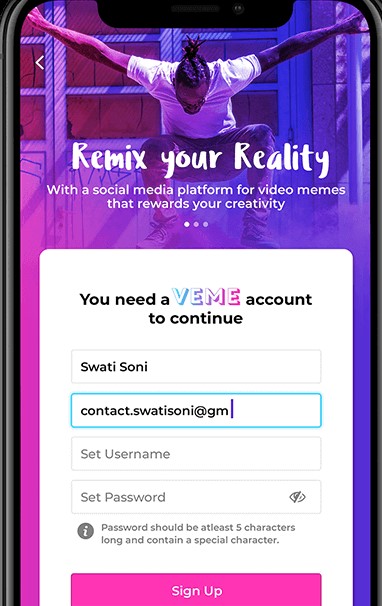 Remix your Reality
With a social media platform for video memes
that rewards your creativity
You need a VEME account
to continue
Swati Soni
contact.swatisoni@gm
Set Username
Set Password
Password should be atleast 5 characters
long and contain a special character.
Sign Up